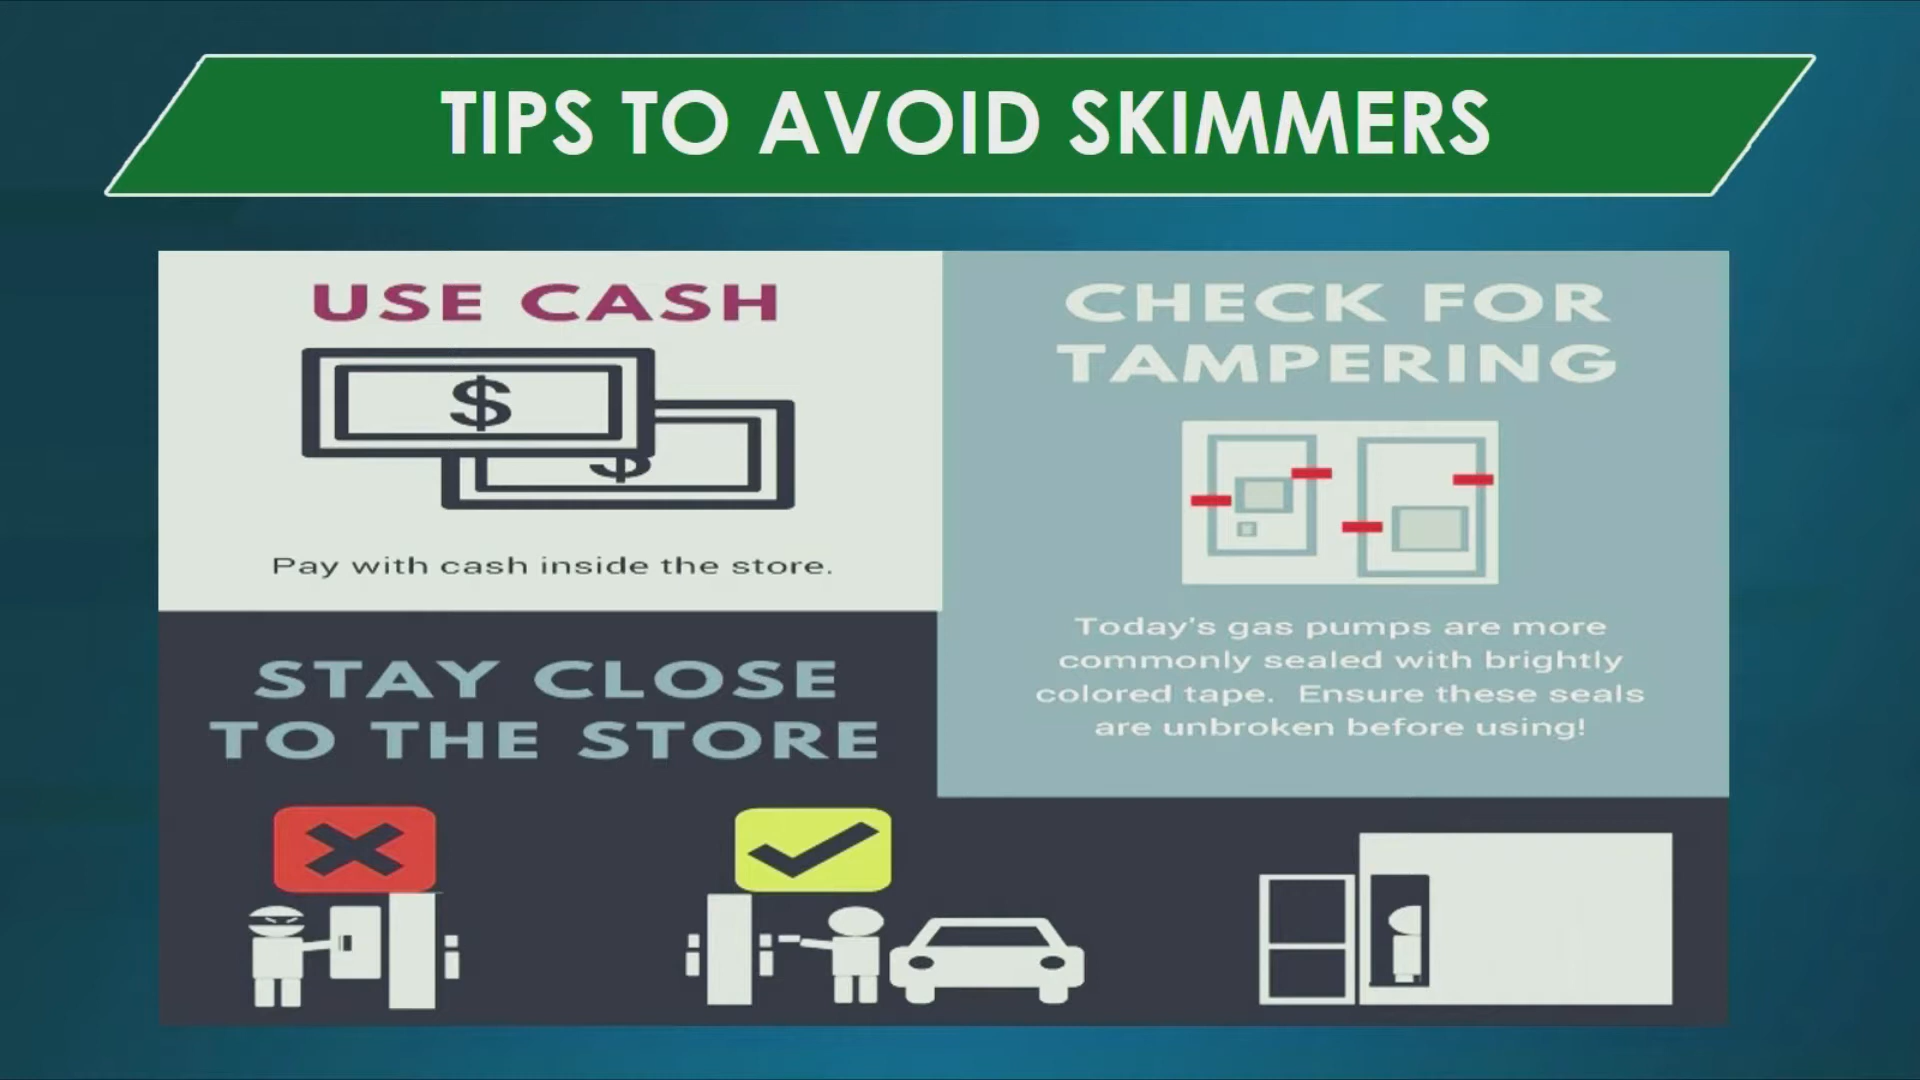 TIPS TO AVOID SKIMMERS
USE CASH
$
$
Pay with cash inside the store.
CHECK FOR
TAMPERING
Today's gas pumps are more
commonly sealed with brightly
colored tape. Ensure these seals
are unbroken before using!
STAY CLOSE
TO THE STORE